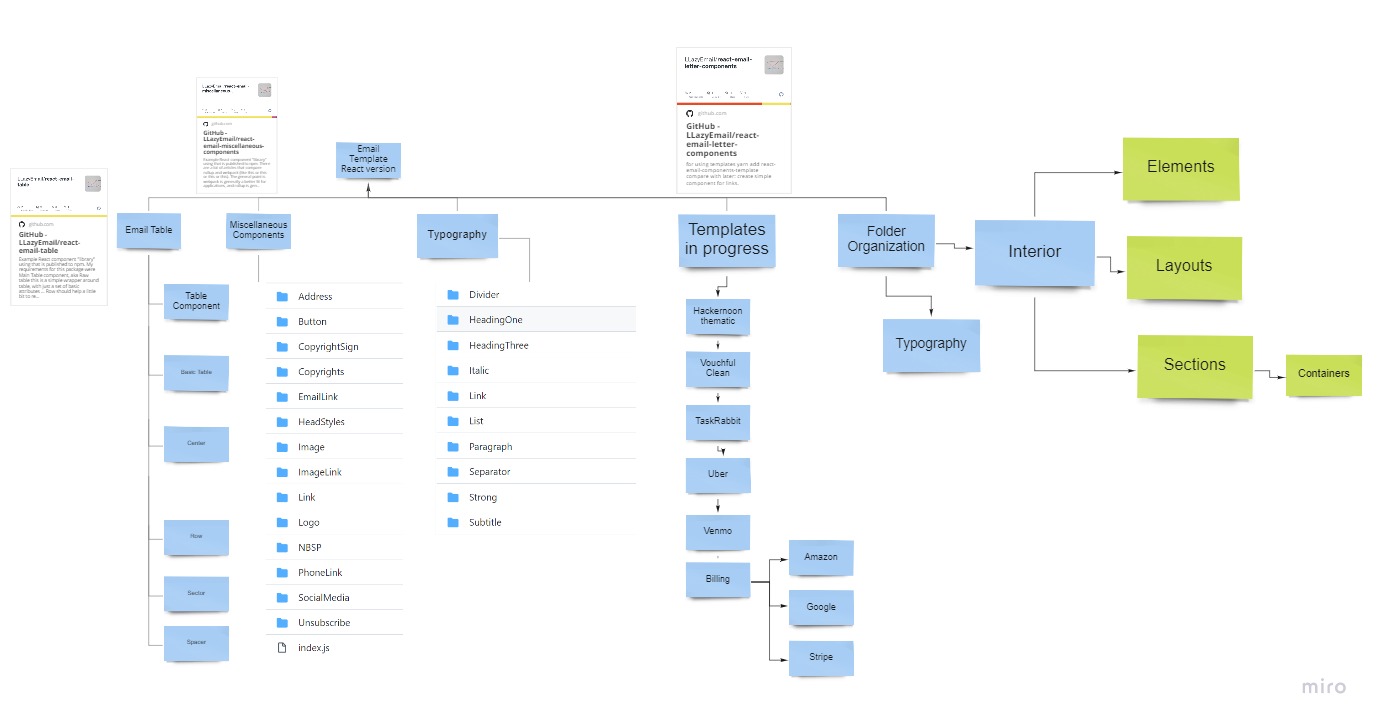 LLazyEmail/react-email-
letter-components
github.com
GitHub -
LLazyEmail/react-
email-letter-
components
for using templates yarn add react-
email-components-template
compare with later: create simple
component for links.
LLazyEmail/react-email-
miscellaneous
github.com
GitHub -
LLazyEmail/react-
email-miscellaneous-
components
LLazyEmail/react-email-
table
github.com
GitHub -
LLazyEmail/react-
email-table
Example React component "library"
using that is published to npm. My
requirements for this package were
Main Table component, aka Raw
table this is a simple wrapper around
table, with just a set of basic
attributes ... Row should help a little
bit to re...
Email
Template
React version
Email Table
Miscellaneous
Components
Typography
Templates
in progress
Folder
Organization
Interior
Elements
Layouts
Sections
Containers
Typography
Table
Component
Basic Table
Center
Row
Sector
Spacer
Address
Button
CopyrightSign
Copyrights
EmailLink
HeadStyles
Image
ImageLink
Link
Logo
NBSP
PhoneLink
SocialMedia
Unsubscribe
index.js
Divider
HeadingOne
HeadingThree
Italic
Link
List
Paragraph
Separator
Strong
Subtitle
Hackernoon
thematic
Vouchful
Clean
TaskRabbit
Uber
Venmo
Billing
Amazon
Google
Stripe
miro